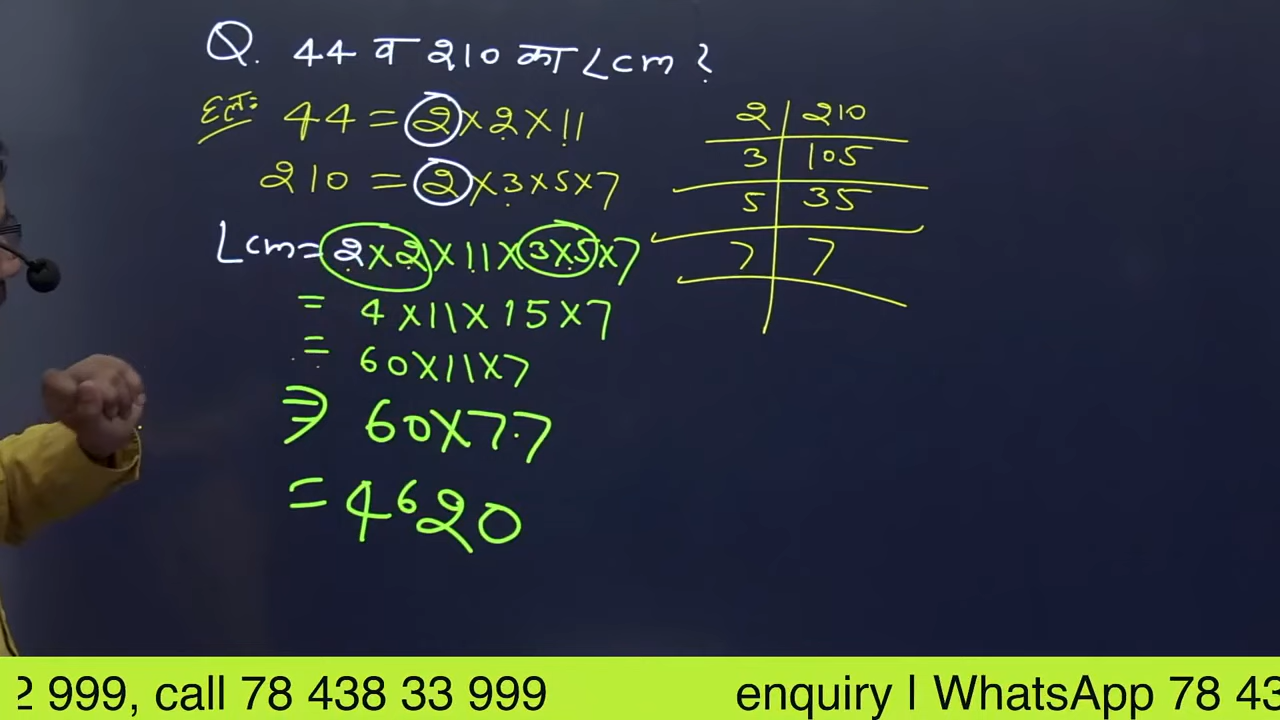 Q. 44 व 210 का Lcm ?
हल: 44 = 2 × 2 × 11
210 = 2 × 3 × 5 × 7
Lcm = 2 × 2 × 11 × 3 × 5 × 7
= 4 × 11 × 15 × 7
= 60 × 11 × 7
⇒ 60 × 77
= 4620
2 | 210
3 | 105
5 | 35
7 | 7
2 999, call 78 438 33 999 enquiry I WhatsApp 78 43